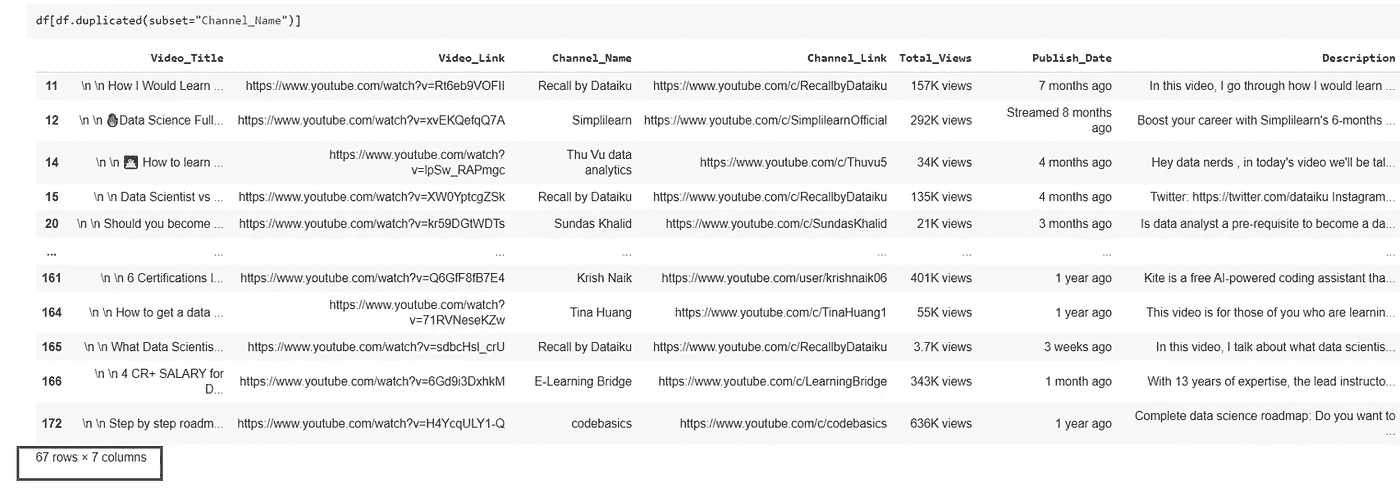 df[df.duplicated(subset="Channel_Name")]
Video_Title Video_Link Channel_Name Channel_Link Total_Views Publish_Date Description
11 \n \n How I Would Learn ... https://www.youtube.com/watch?v=Rt6eb9VOFII Recall by Dataiku https://www.youtube.com/c/RecallbyDataiku 157K views 7 months ago In this video, I go through how I would learn ...
12 \n \n Data Science Full... https://www.youtube.com/watch?v=xvEKQefqQ7A Simplilearn https://www.youtube.com/c/SimplilearnOfficial 292K views Streamed 8 months
ago Boost your career with Simplilearn's 6-months ...
14 \n \n How to learn ... https://www.youtube.com/watch?
v=lpSw_RAPmgc Thu Vu data
analytics https://www.youtube.com/c/Thuvu5 34K views 4 months ago Hey data nerds , in today's video we'll be tal...
15 \n \n Data Scientist vs ... https://www.youtube.com/watch?v=XW0YptcgZSk Recall by Dataiku https://www.youtube.com/c/RecallbyDataiku 135K views 4 months ago Twitter: https://twitter.com/dataiku Instagram...
20 \n \n Should you become ... https://www.youtube.com/watch?v=kr59DGtWDTs Sundas Khalid https://www.youtube.com/c/SundasKhalid 21K views 3 months ago Is data analyst a pre-requisite to become a da...
... ... ... ... ... ... ... ...
161 \n \n 6 Certifications I... https://www.youtube.com/watch?v=Q6GfF8fB7E4 Krish Naik https://www.youtube.com/user/krishnaik06 401K views 1 year ago Kite is a free AI-powered coding assistant tha...
164 \n \n How to get a data ... https://www.youtube.com/watch?
v=71RVNeseKZw Tina Huang https://www.youtube.com/c/TinaHuang1 55K views 1 year ago This video is for those of you who are learnin...
165 \n \n What Data Scientis... https://www.youtube.com/watch?v=sdbcHsI_crU Recall by Dataiku https://www.youtube.com/c/RecallbyDataiku 3.7K views 3 weeks ago In this video, I talk about what data scientis...
166 \n \n 4 CR+ SALARY for
D... https://www.youtube.com/watch?v=6Gd9i3DxhkM E-Learning Bridge https://www.youtube.com/c/LearningBridge 343K views 1 month ago With 13 years of expertise, the lead instructo...
172 \n \n Step by step roadm... https://www.youtube.com/watch?v=H4YcqULY1-Q codebasics https://www.youtube.com/c/codebasics 636K views 1 year ago Complete data science roadmap: Do you want to
...
67 rows × 7 columns